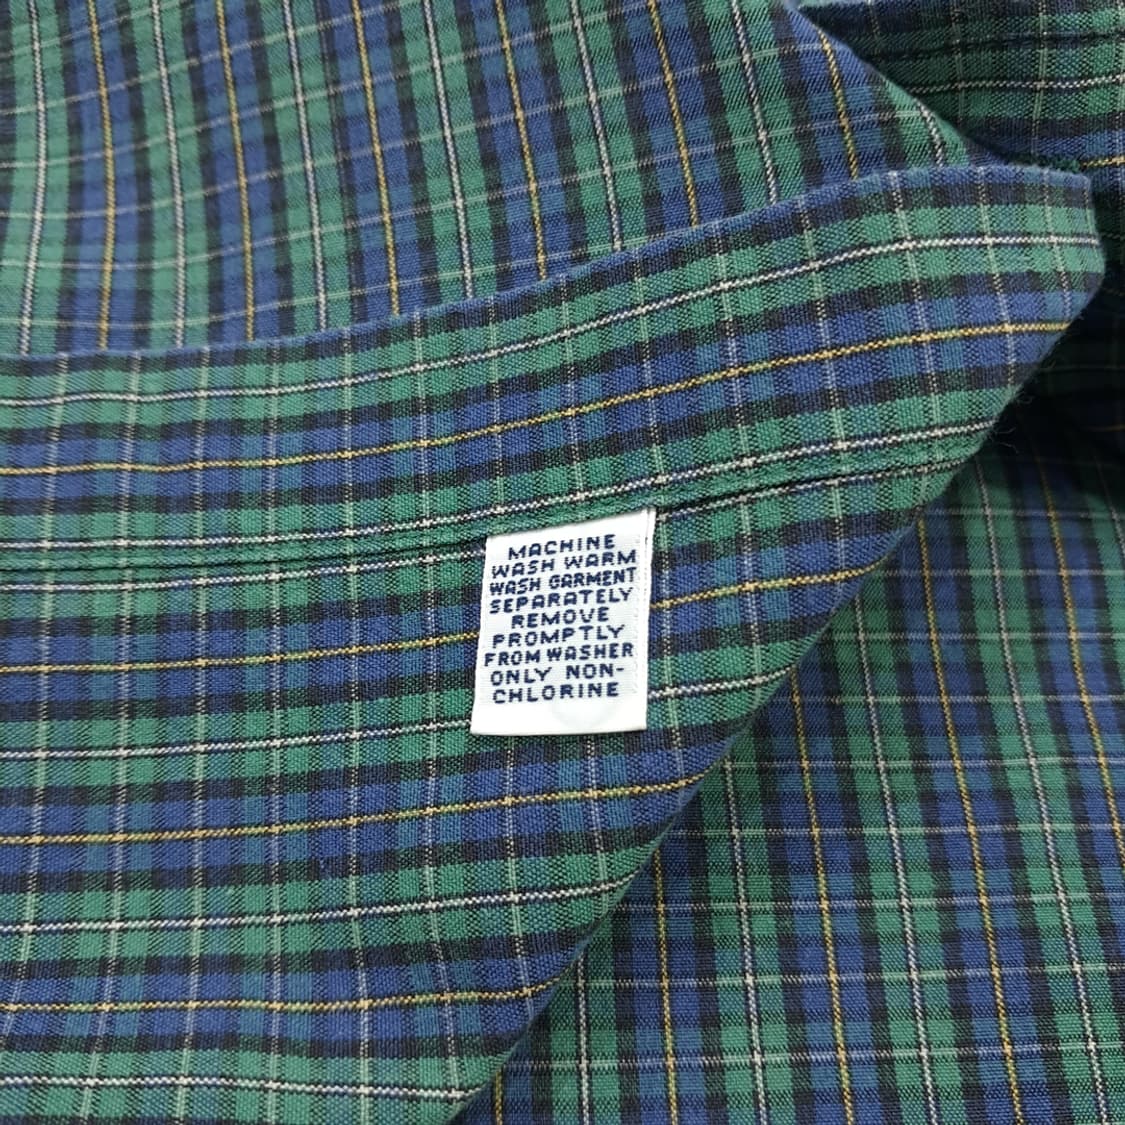 MACHINE
WASH WARM
WASH GARMENT
SEPARATELY
REMOVE
PROMPTLY
FROM WASHER
ONLY NON-
CHLORINE